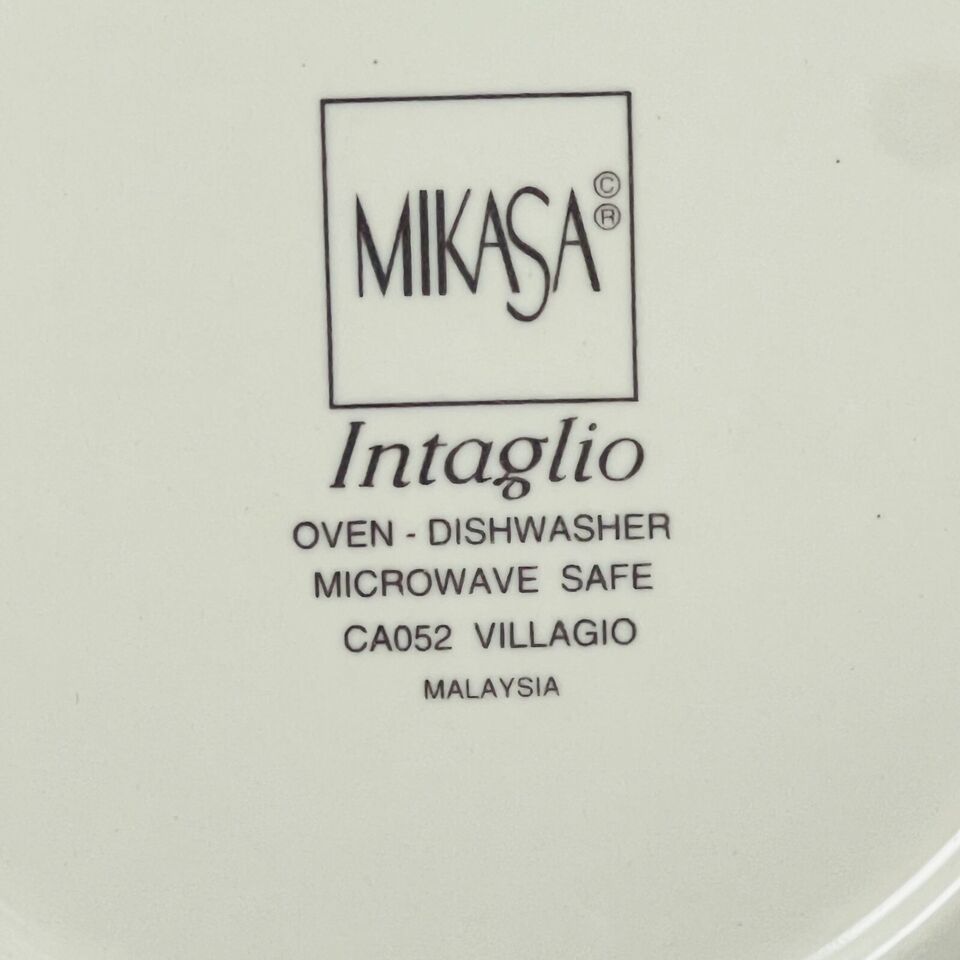 MIKASA©®
Intaglio
OVEN - DISHWASHER
MICROWAVE SAFE
CA052 VILLAGIO
MALAYSIA